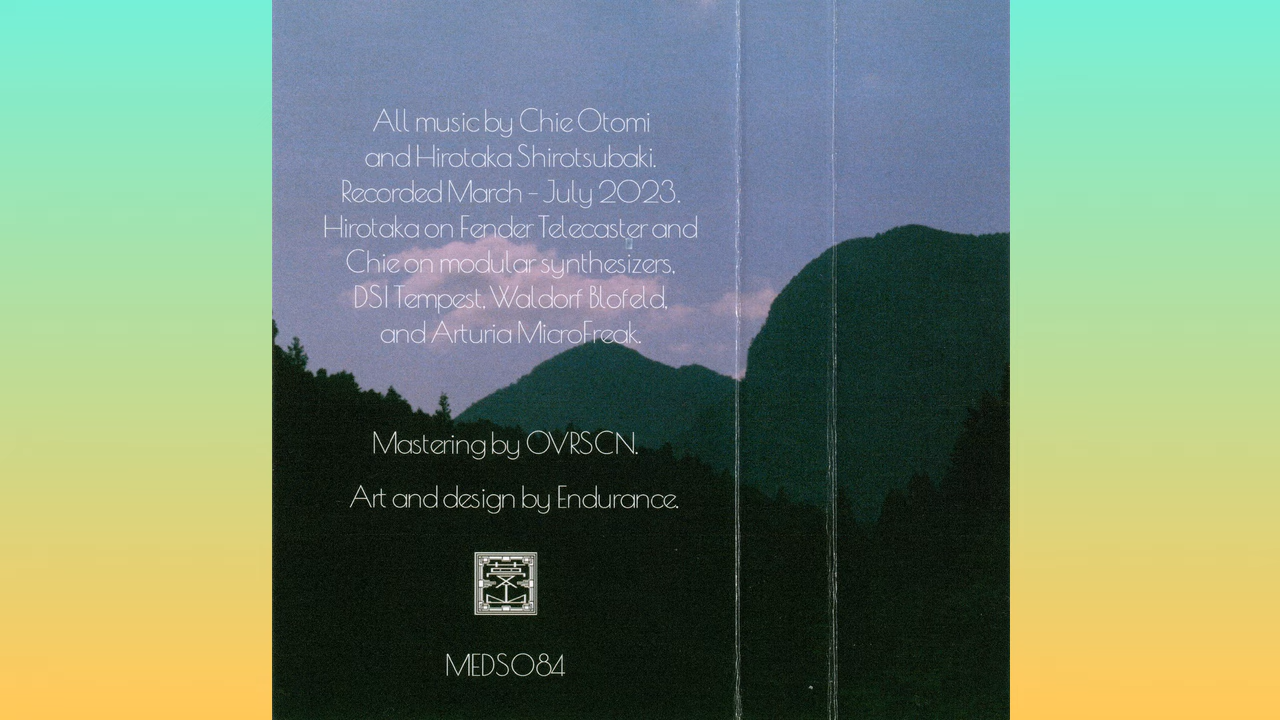 All music by Chie Otomi
and Hirotaka Shirotsubaki.
Recorded March – July 2023.
Hirotaka on Fender Telecaster and
Chie on modular synthesizers,
DSI Tempest, Waldorf Blofeld,
and Arturia MicroFreak.
Mastering by OVRSCN.
Art and design by Endurance.
MEDS084